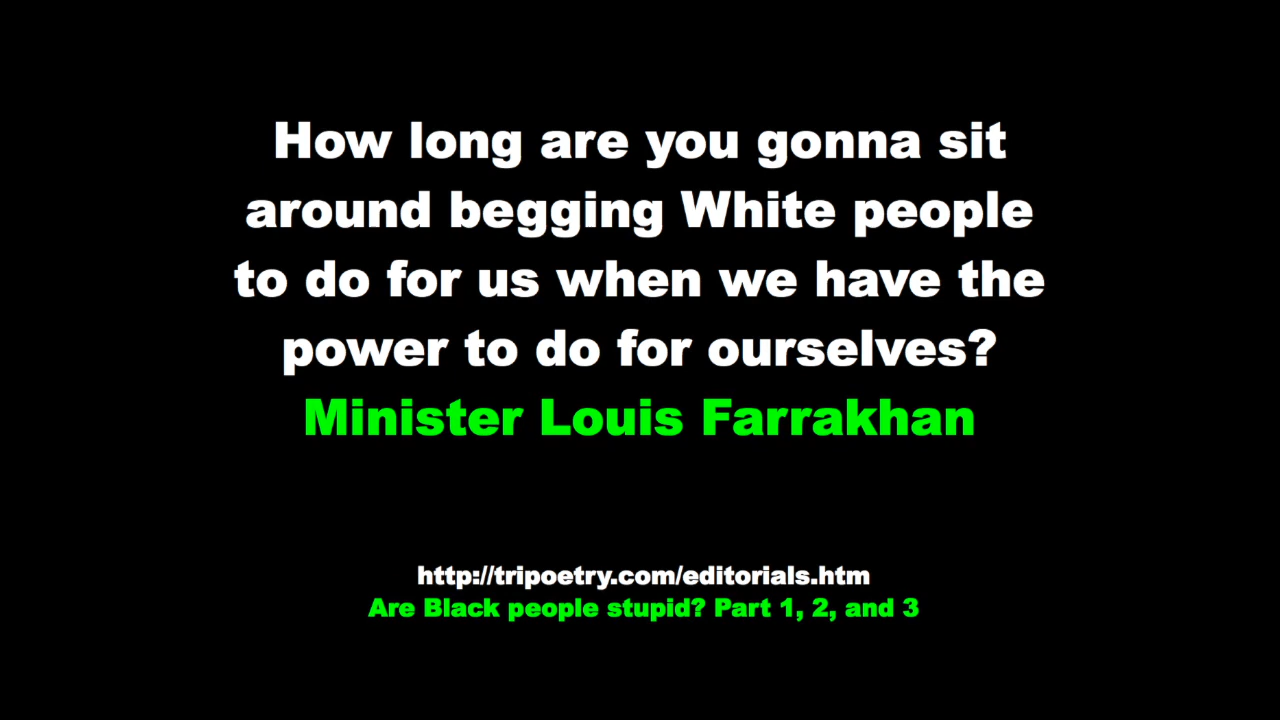 How long are you gonna sit
around begging White people
to do for us when we have the
power to do for ourselves?
Minister Louis Farrakhan
http://tripoetry.com/editorials.htm
Are Black people stupid? Part 1, 2, and 3